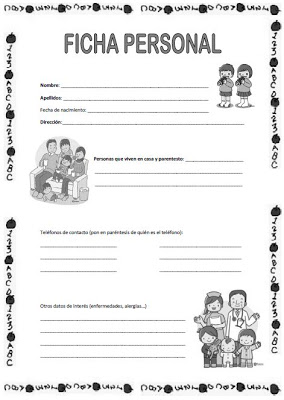 FICHA PERSONAL
Nombre:
Apellidos:
Fecha de nacimiento:
Dirección:
Personas que viven en casa y parentesto:
Teléfonos de contacto (pon en paréntesis de quién es el teléfono):
Otros datos de interés (enfermedades, alergias...)